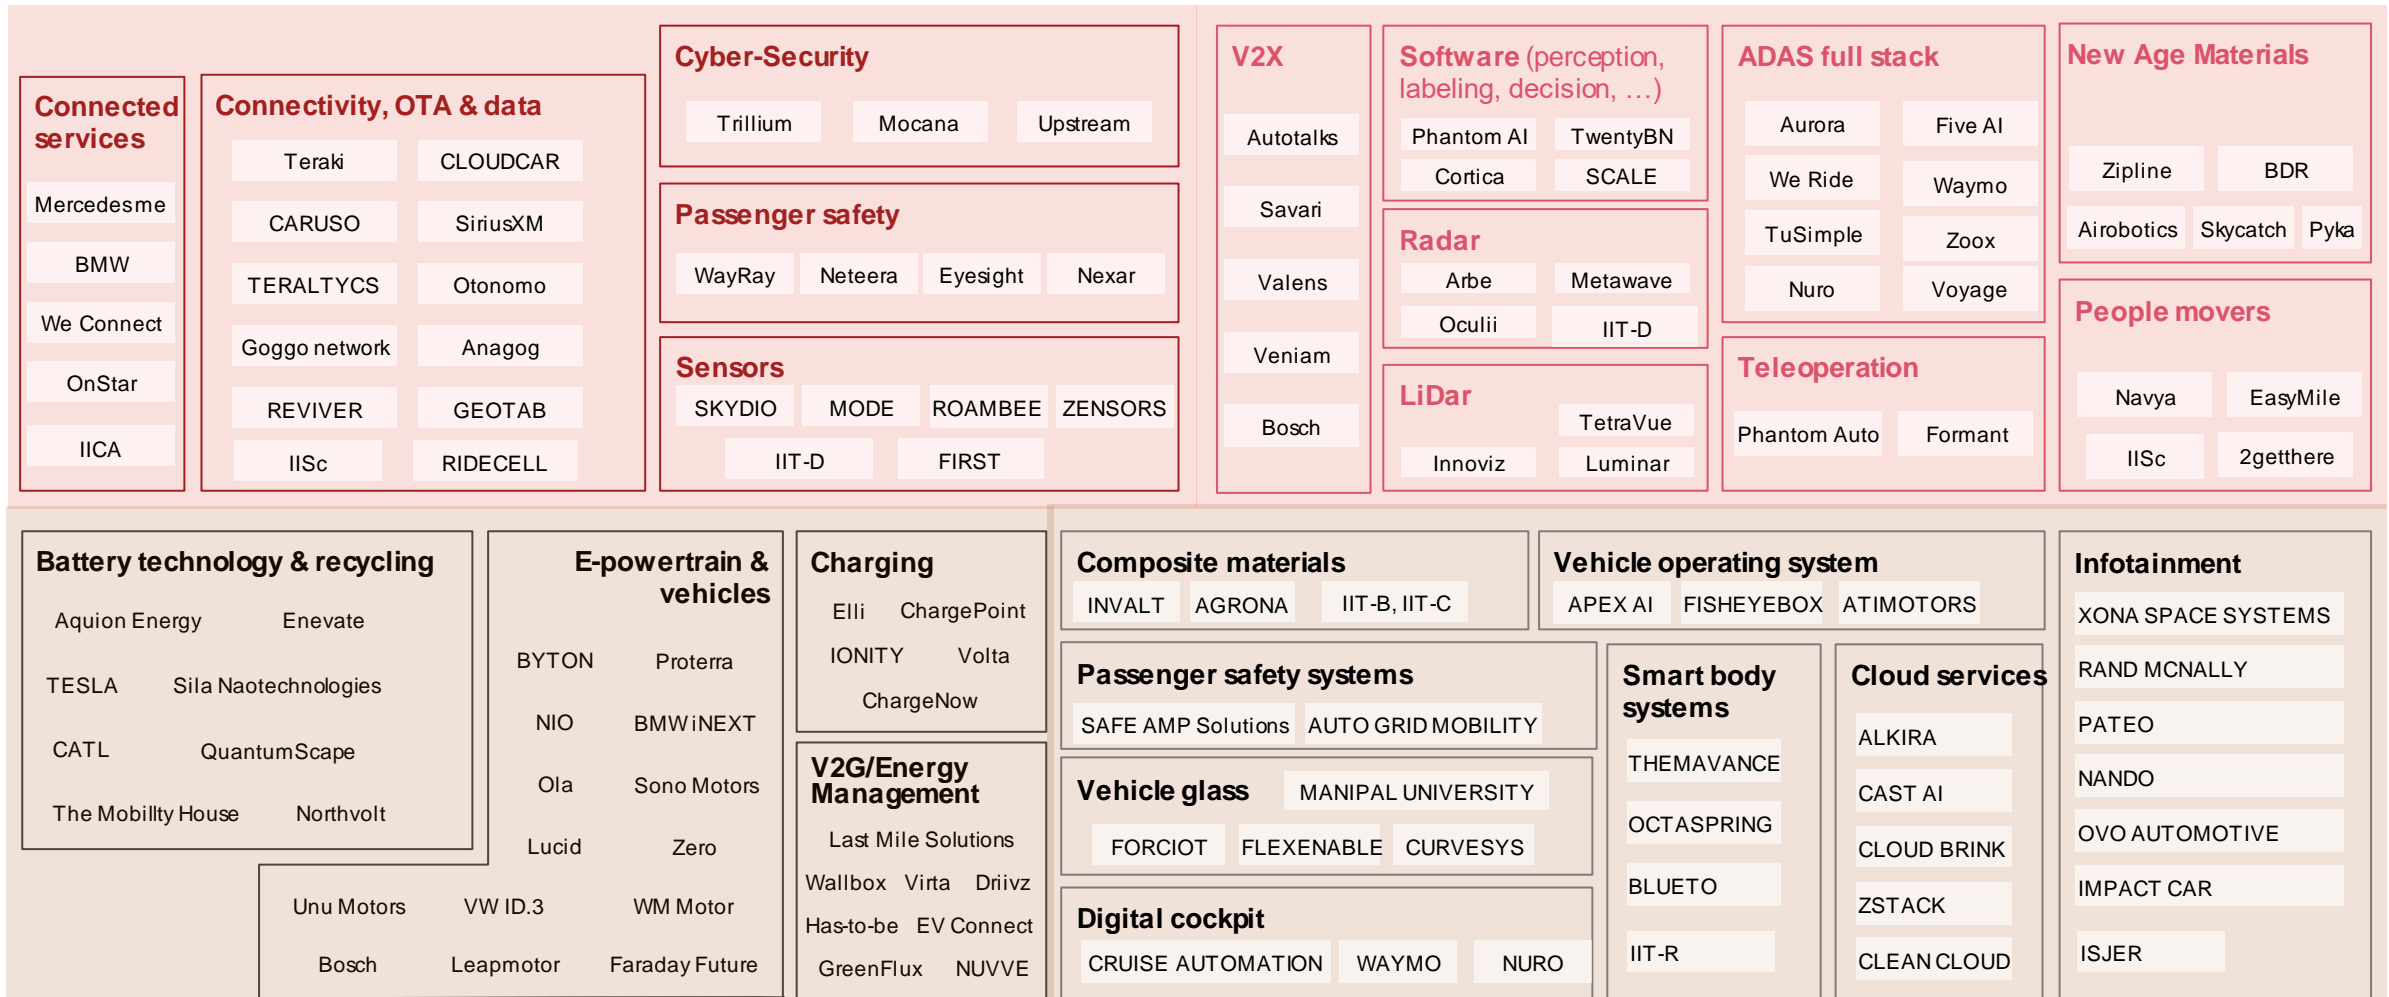 Connected
services
Mercedesme
BMW
We Connect
OnStar
IICA
Connectivity, OTA & data
Teraki CLOUDCAR
CARUSO SiriusXM
TERALTYCS Otonomo
Goggo network Anagog
REVIVER GEOTAB
IISc RIDECELL
Cyber-Security
Trillium Mocana Upstream
Passenger safety
WayRay Neteera Eyesight Nexar
Sensors
SKYDIO MODE ROAMBEE ZENSORS
IIT-D FIRST
V2X
Autotalks
Savari
Valens
Veniam
Bosch
Software (perception,
labeling, decision, …)
Phantom AI TwentyBN
Cortica SCALE
Radar
Arbe Metawave
Oculii IIT-D
LiDar
TetraVue
Innoviz Luminar
ADAS full stack
Aurora Five AI
We Ride Waymo
TuSimple Zoox
Nuro Voyage
Teleoperation
Phantom Auto Formant
New Age Materials
Zipline BDR
Airobotics Skycatch Pyka
People movers
Navya EasyMile
IISc 2getthere
Battery technology & recycling
Aquion Energy Enevate
TESLA Sila Naotechnologies
CATL QuantumScape
The Mobillty House Northvolt
E-powertrain &
vehicles
BYTON Proterra
NIO BMW iNEXT
Ola Sono Motors
Lucid Zero
Unu Motors VW ID.3 WM Motor
Bosch Leapmotor Faraday Future
Charging
Elli ChargePoint
IONITY Volta
ChargeNow
V2G/Energy
Management
Last Mile Solutions
Wallbox Virta Driivz
Has-to-be EV Connect
GreenFlux NUVVE
Composite materials
INVALT AGRONA IIT-B, IIT-C
Vehicle operating system
APEX AI FISHEYEBOX ATIMOTORS
Passenger safety systems
SAFE AMP Solutions AUTO GRID MOBILITY
Vehicle glass MANIPAL UNIVERSITY
FORCIOT FLEXENABLE CURVESYS
Digital cockpit
CRUISE AUTOMATION WAYMO NURO
Smart body
systems
THEMAVANCE
OCTASPRING
BLUETO
IIT-R
Cloud services
ALKIRA
CAST AI
CLOUD BRINK
ZSTACK
CLEAN CLOUD
Infotainment
XONA SPACE SYSTEMS
RAND MCNALLY
PATEO
NANDO
OVO AUTOMOTIVE
IMPACT CAR
ISJER